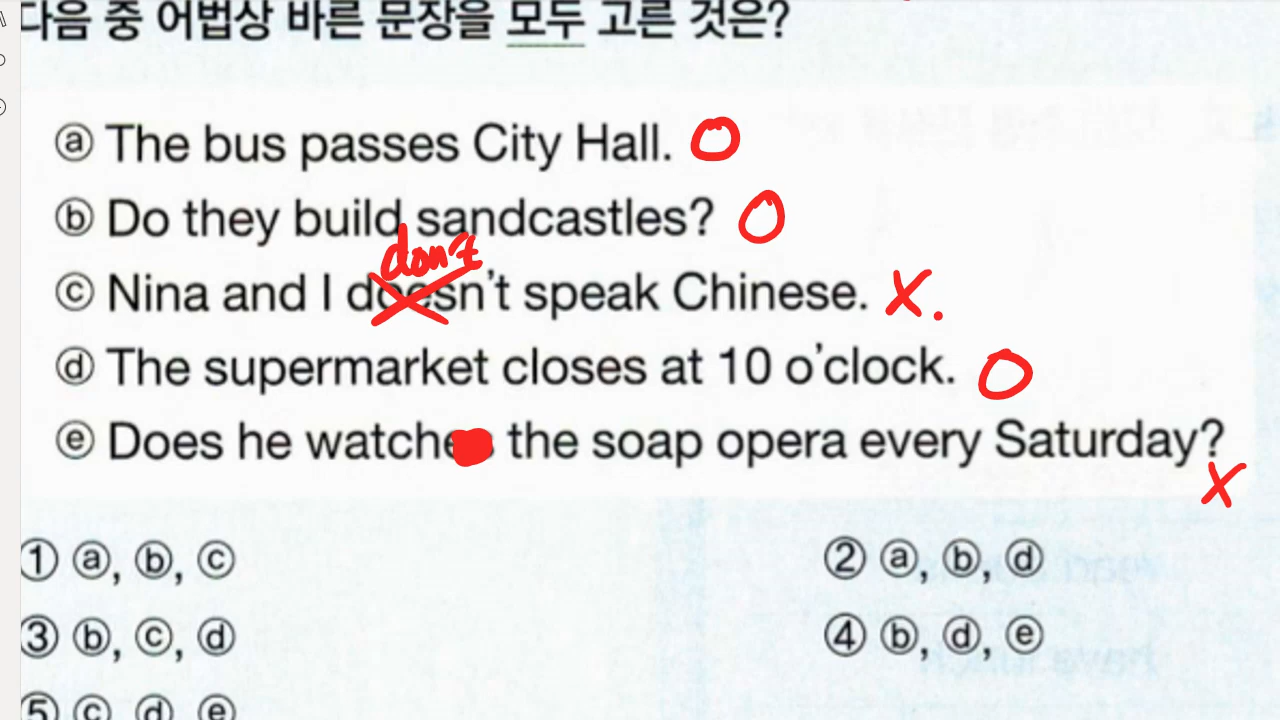 다음 중 어법상 바른 문장을 모두 고른 것은?
ⓐ The bus passes City Hall. O
ⓑ Do they build sandcastles? O
don't
ⓒ Nina and I doesn't speak Chinese. X.
ⓓ The supermarket closes at 10 o'clock. O
ⓔ Does he watche the soap opera every Saturday?
X
① ⓐ, ⓑ, ⓒ ② ⓐ, ⓑ, ⓓ
③ ⓑ, ⓒ, ⓓ ④ ⓑ, ⓓ, ⓔ
⑤ ⓒ, ⓓ, ⓔ